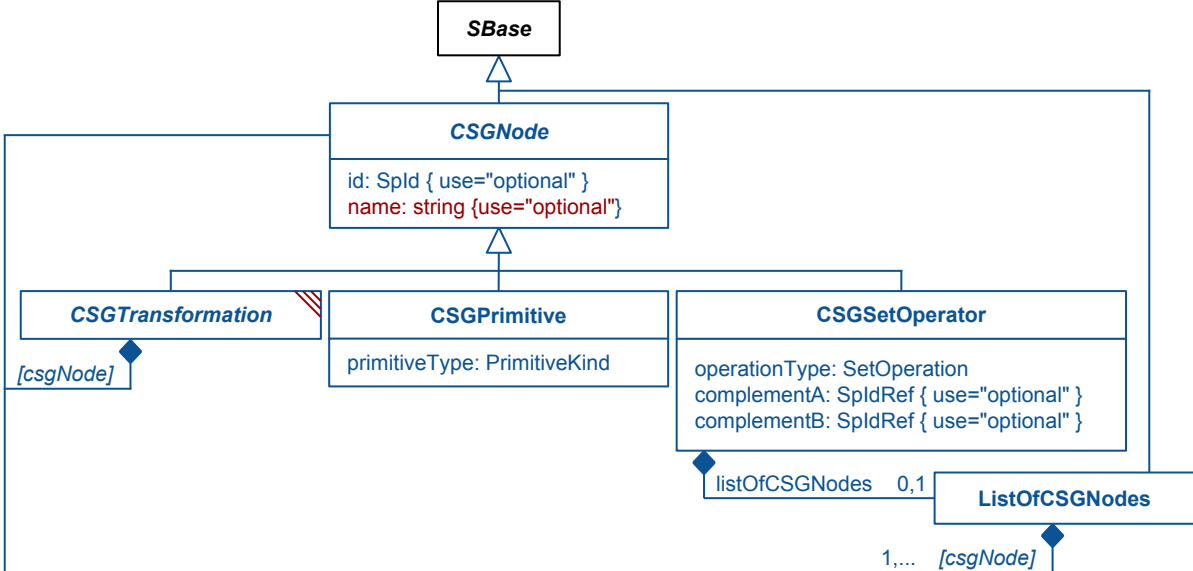 SBase
CSGNode
id: SpId { use="optional" }
name: string {use="optional"}
CSGTransformation
CSGPrimitive
CSGSetOperator
[csgNode]
primitiveType: PrimitiveKind
operationType: SetOperation
complementA: SpIdRef { use="optional" }
complementB: SpIdRef { use="optional" }
listOfCSGNodes 0,1
ListOfCSGNodes
1,... [csgNode]